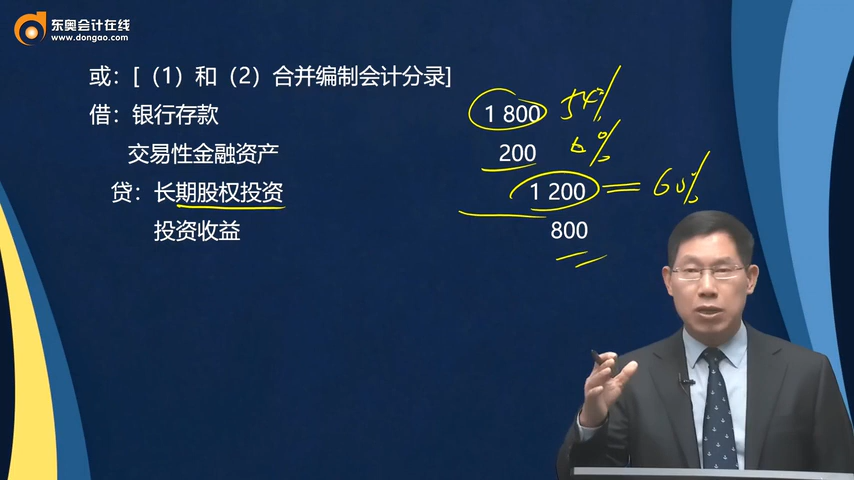 东奥会计在线
www.dongao.com
或：[（1）和（2）合并编制会计分录]
借：银行存款 1 800 54%
交易性金融资产 200 6%
贷：长期股权投资 1 200 = 60%
投资收益 800